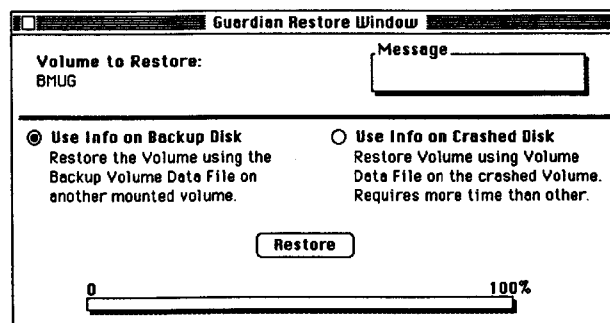 Guardian Restore Window
Volume to Restore:
BMUG
Message
Use Info on Backup Disk
Restore the Volume using the
Backup Volume Data File on
another mounted volume.
Use Info on Crashed Disk
Restore Volume using Volume
Data File on the crashed Volume.
Requires more time than other.
Restore
0 100%